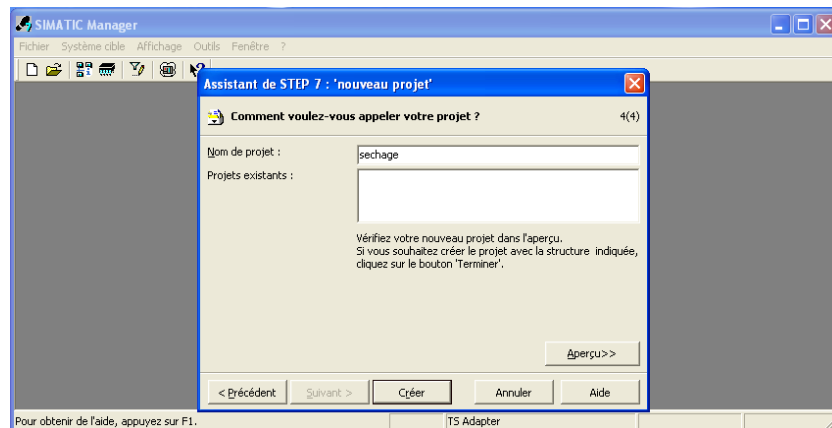 SIMATIC Manager
Fichier Système cible Affichage Outils Fenêtre ?
Assistant de STEP 7 : 'nouveau projet'
Comment voulez-vous appeler votre projet ? 4(4)
Nom de projet : sechage
Projets existants :
Vérifiez votre nouveau projet dans l'aperçu.
Si vous souhaitez créer le projet avec la structure indiquée,
cliquez sur le bouton 'Terminer'.
Aperçu>>
< Précédent Suivant > Créer Annuler Aide
Pour obtenir de l'aide, appuyez sur F1. TS Adapter